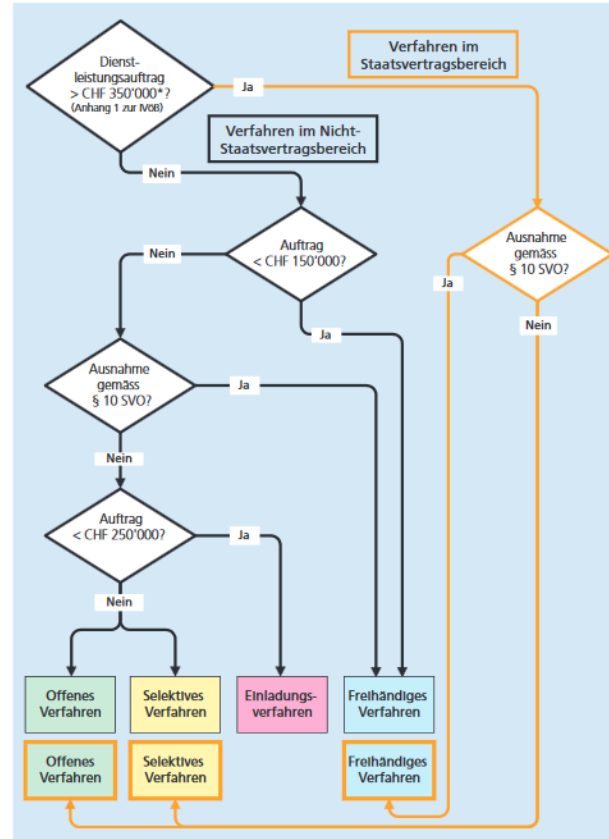 Dienst-
leistungsauftrag
> CHF 350'000*?
(Anhang 1 zur IVöB)
Ja
Verfahren im
Staatsvertragsbereich
Verfahren im Nicht-
Staatsvertragsbereich
Nein
Auftrag
< CHF 150'000?
Nein
Ausnahme
gemäss
§ 10 SVO?
Ja
Nein
Ja
Ausnahme
gemäss
§ 10 SVO?
Ja
Nein
Auftrag
< CHF 250'000?
Ja
Nein
Offenes
Verfahren
Selektives
Verfahren
Einladungs-
verfahren
Freihändiges
Verfahren
Offenes
Verfahren
Selektives
Verfahren
Freihändiges
Verfahren